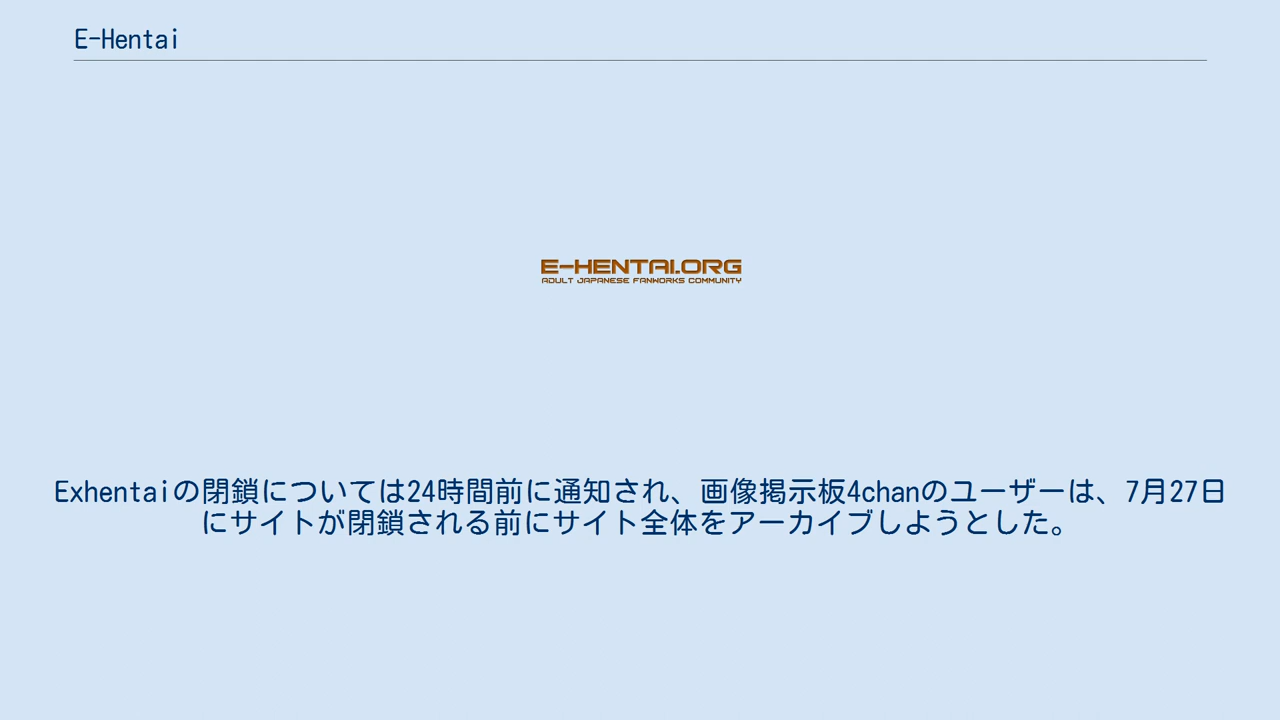 E-Hentai
E-HENTAI.ORG
ADULT JAPANESE FANWORKS COMMUNITY
Exhentaiの閉鎖については24時間前に通知され、画像掲示板4chanのユーザーは、7月27日
にサイトが閉鎖される前にサイト全体をアーカイブしようとした。